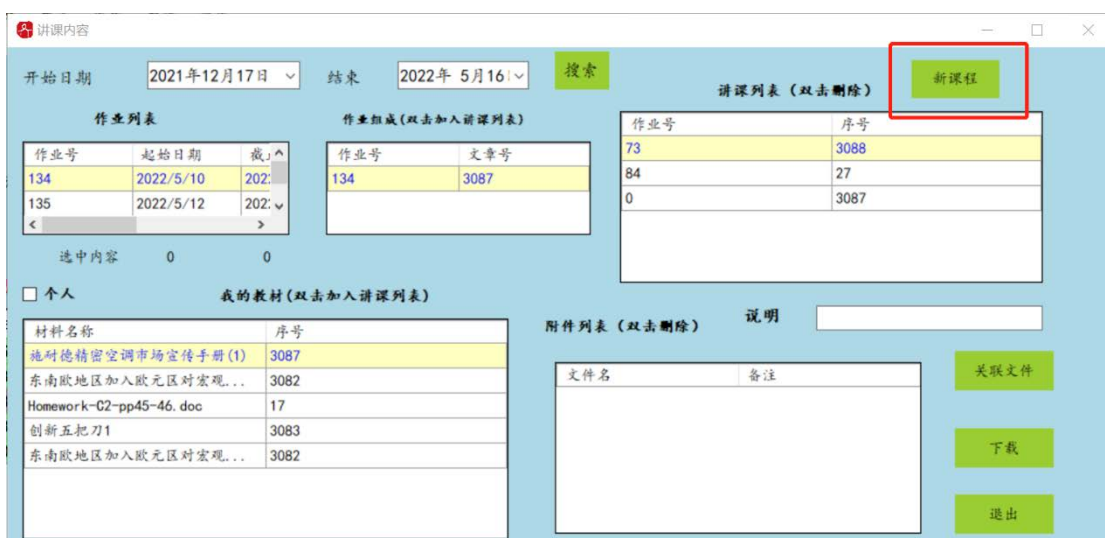 讲课内容
开始日期 2021年12月17日 结束 2022年 5月16 搜索 新课程
讲课列表（双击删除）
作业列表 作业组成(双击加入讲课列表)
作业号 序号
73 3088
84 27
0 3087
作业号 起始日期
134 2022/5/10 202
135 2022/5/12 202
作业号 文章号
134 3087
选中内容 0 0
个人 我的教材(双击加入讲课列表)
材料名称 序号
施耐德精密空调市场宣传手册(1) 3087
东南欧地区加入欧元区对宏观... 3082
Homework-C2-pp45-46.doc 17
创新五把刀1 3083
东南欧地区加入欧元区对宏观... 3082
附件列表（双击删除） 说明
文件名 备注
关联文件
下载
退出